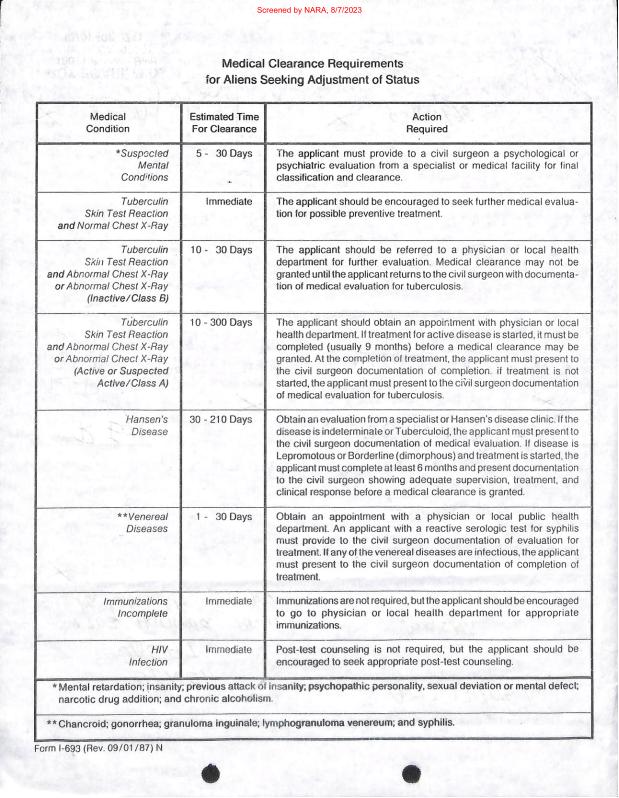 Screened by NARA, 8/7/2023
Medical Clearance Requirements
for Aliens Seeking Adjustment of Status
Medical
Condition
Estimated Time
For Clearance
Action
Required
*Suspected
Mental
Conditions
5 - 30 Days
The applicant must provide to a civil surgeon a psychological or
psychiatric evaluation from a specialist or medical facility for final
classification and clearance.
Tuberculin
Skin Test Reaction
and Normal Chest X-Ray
Immediate
The applicant should be encouraged to seek further medical evalua-
tion for possible preventive treatment.
Tuberculin
Skin Test Reaction
and Abnormal Chest X-Ray
or Abnormal Chest X-Ray
(Inactive/Class B)
10 - 30 Days
The applicant should be referred to a physician or local health
department for further evaluation. Medical clearance may not be
granted until the applicant returns to the civil surgeon with documenta-
tion of medical evaluation for tuberculosis.
Tuberculin
Skin Test Reaction
and Abnormal Chest X-Ray
or Abnormal Chect X-Ray
(Active or Suspected
Active/Class A)
10 - 300 Days
The applicant should obtain an appointment with physician or local
health department. If treatment for active disease is started, it must be
completed (usually 9 months) before a medical clearance may be
granted. At the completion of treatment, the applicant must present to
the civil surgeon documentation of completion. if treatment is not
started, the applicant must present to the civil surgeon documentation
of medical evaluation for tuberculosis.
Hansen's
Disease
30 - 210 Days
Obtain an evaluation from a specialist or Hansen's disease clinic. If the
disease is indeterminate or Tuberculoid, the applicant must present to
the civil surgeon documentation of medical evaluation. If disease is
Lepromotous or Borderline (dimorphous) and treatment is started, the
applicant must complete at least 6 months and present documentation
to the civil surgeon showing adequate supervision, treatment, and
clinical response before a medical clearance is granted.
**Venereal
Diseases
1 - 30 Days
Obtain an appointment with a physician or local public health
department. An applicant with a reactive serologic test for syphilis
must provide to the civil surgeon documentation of evaluation for
treatment. If any of the venereal diseases are infectious, the applicant
must present to the civil surgeon documentation of completion of
treatment.
Immunizations
Incomplete
Immediate
Immunizations are not required, but the applicant should be encouraged
to go to physician or local health department for appropriate
immunizations.
HIV
Infection
Immediate
Post-test counseling is not required, but the applicant should be
encouraged to seek appropriate post-test counseling.
*Mental retardation; insanity; previous attack of insanity; psychopathic personality, sexual deviation or mental defect;
narcotic drug addition; and chronic alcoholism.
**Chancroid; gonorrhea; granuloma inguinale; lymphogranuloma venereum; and syphilis.
Form I-693 (Rev. 09/01/87) N